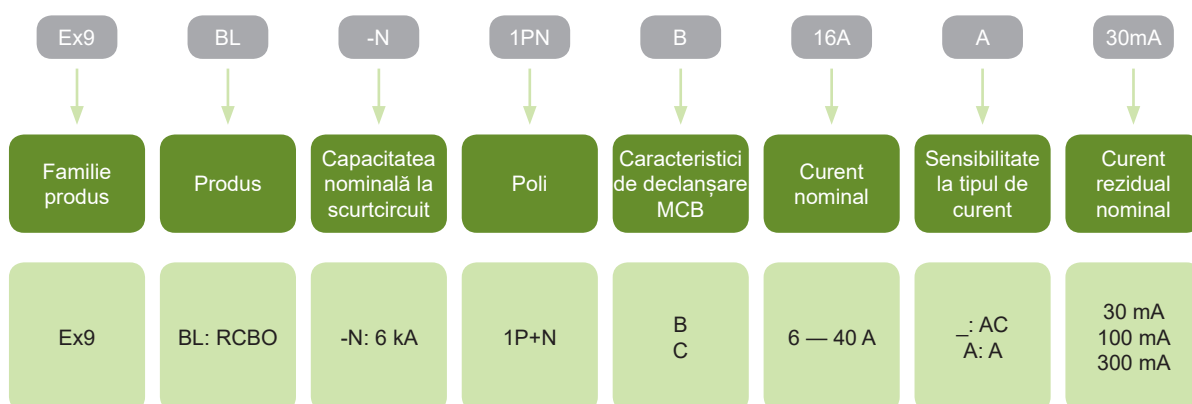 Ex9
BL
-N
1PN
B
16A
A
30mA
Familie
produs
Produs
Capacitatea
nominală la
scurtcircuit
Poli
Caracteristici
de declanșare
MCB
Curent
nominal
Sensibilitate
la tipul de
curent
Curent
rezidual
nominal
Ex9
BL: RCBO
-N: 6 kA
1P+N
B
C
6 — 40 A
_: AC
A: A
30 mA
100 mA
300 mA